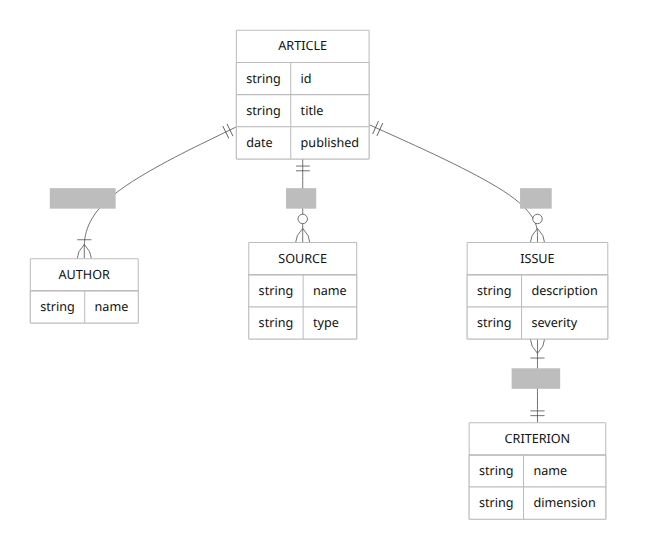 ARTICLE
string id
string title
date published
AUTHOR
string name
SOURCE
string name
string type
ISSUE
string description
string severity
CRITERION
string name
string dimension